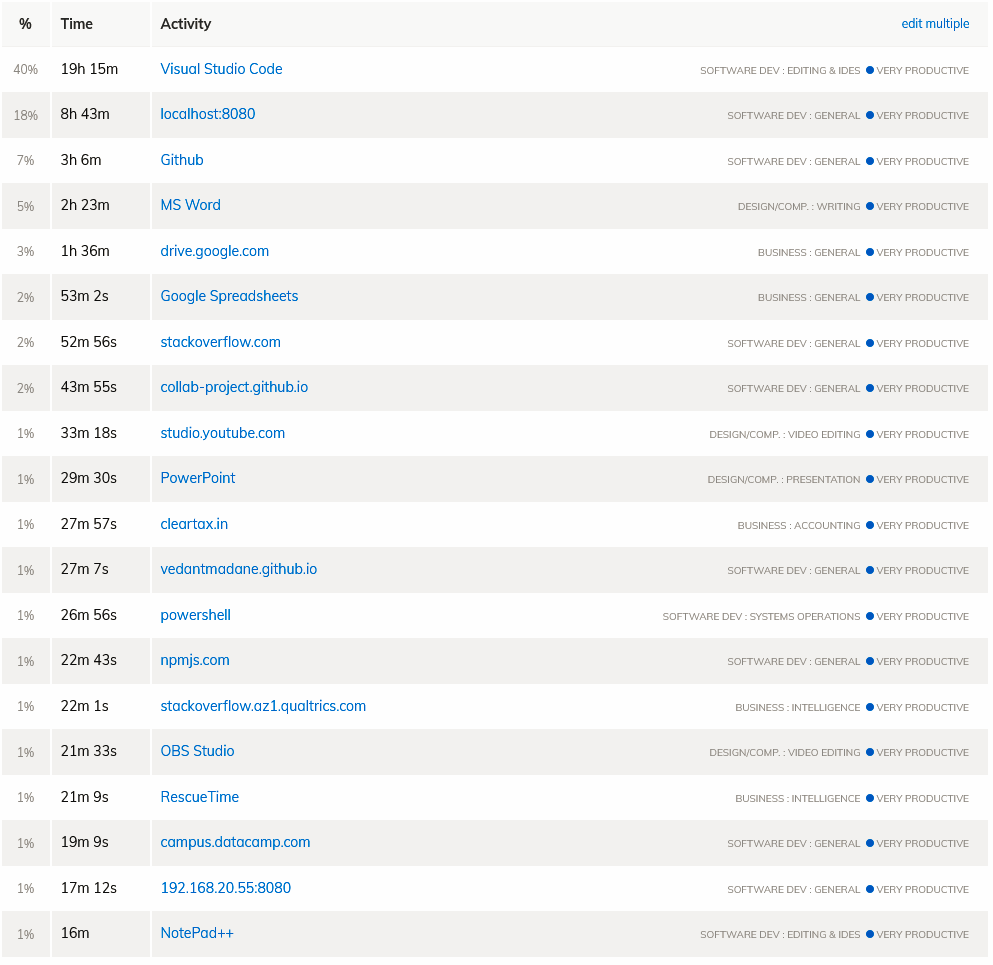 % Time Activity edit multiple
40% 19h 15m Visual Studio Code SOFTWARE DEV : EDITING & IDES VERY PRODUCTIVE
18% 8h 43m localhost:8080 SOFTWARE DEV : GENERAL VERY PRODUCTIVE
7% 3h 6m Github SOFTWARE DEV : GENERAL VERY PRODUCTIVE
5% 2h 23m MS Word DESIGN/COMP. : WRITING VERY PRODUCTIVE
3% 1h 36m drive.google.com BUSINESS : GENERAL VERY PRODUCTIVE
2% 53m 2s Google Spreadsheets BUSINESS : GENERAL VERY PRODUCTIVE
2% 52m 56s stackoverflow.com SOFTWARE DEV : GENERAL VERY PRODUCTIVE
2% 43m 55s collab-project.github.io SOFTWARE DEV : GENERAL VERY PRODUCTIVE
1% 33m 18s studio.youtube.com DESIGN/COMP. : VIDEO EDITING VERY PRODUCTIVE
1% 29m 30s PowerPoint DESIGN/COMP. : PRESENTATION VERY PRODUCTIVE
1% 27m 57s cleartax.in BUSINESS : ACCOUNTING VERY PRODUCTIVE
1% 27m 7s vedantmadane.github.io SOFTWARE DEV : GENERAL VERY PRODUCTIVE
1% 26m 56s powershell SOFTWARE DEV : SYSTEMS OPERATIONS VERY PRODUCTIVE
1% 22m 43s npmjs.com SOFTWARE DEV : GENERAL VERY PRODUCTIVE
1% 22m 1s stackoverflow.az1.qualtrics.com BUSINESS : INTELLIGENCE VERY PRODUCTIVE
1% 21m 33s OBS Studio DESIGN/COMP. : VIDEO EDITING VERY PRODUCTIVE
1% 21m 9s RescueTime BUSINESS : INTELLIGENCE VERY PRODUCTIVE
1% 19m 9s campus.datacamp.com SOFTWARE DEV : GENERAL VERY PRODUCTIVE
1% 17m 12s 192.168.20.55:8080 SOFTWARE DEV : GENERAL VERY PRODUCTIVE
1% 16m NotePad++ SOFTWARE DEV : EDITING & IDES VERY PRODUCTIVE